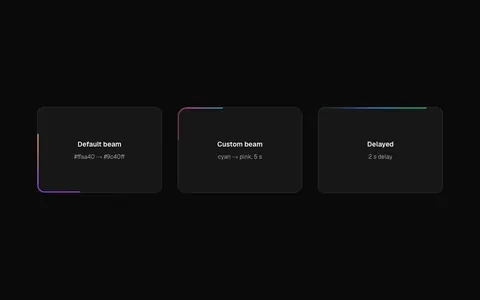 Default beam
#ffaa40 → #9c40ff
Custom beam
cyan → pink, 5 s
Delayed
2 s delay